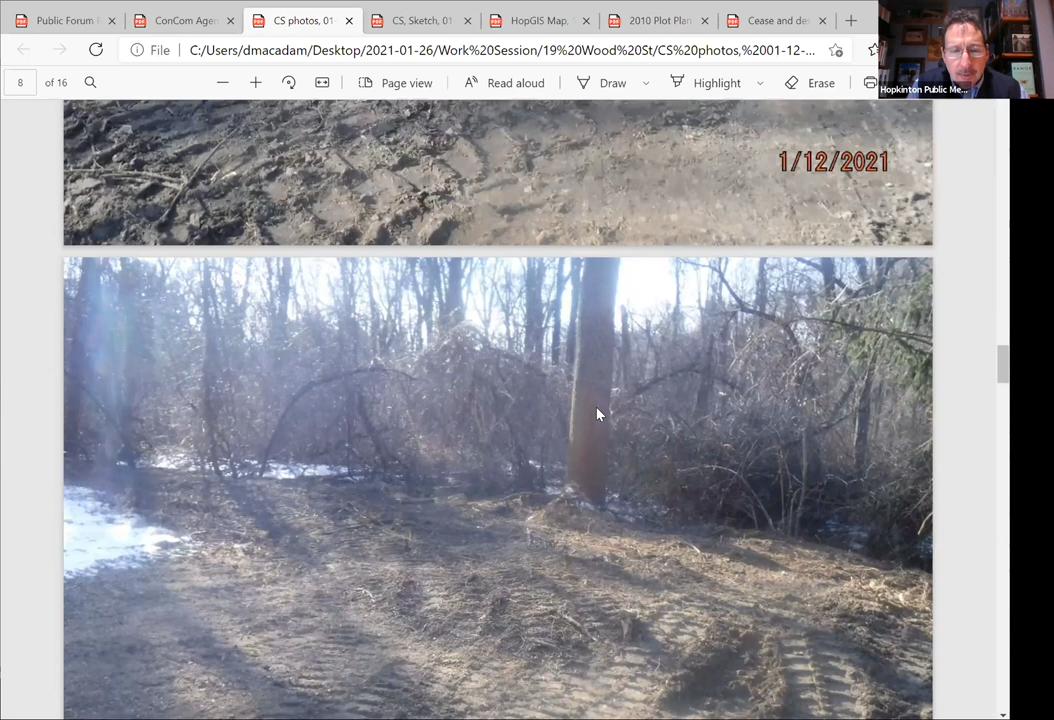 Public Forum
ConCom Agen
CS photos, 01-
CS, Sketch, 01
HopGIS Map,
2010 Plot Plan
Cease and des
File
C:/Users/dmacadam/Desktop/2021-01-26/Work%20Session/19%20Wood%20St/CS%20photos,%2001-12-...
8 of 16
Page view
Read aloud
Draw
Highlight
Erase
Hopkinton Public Me...
1/12/2021